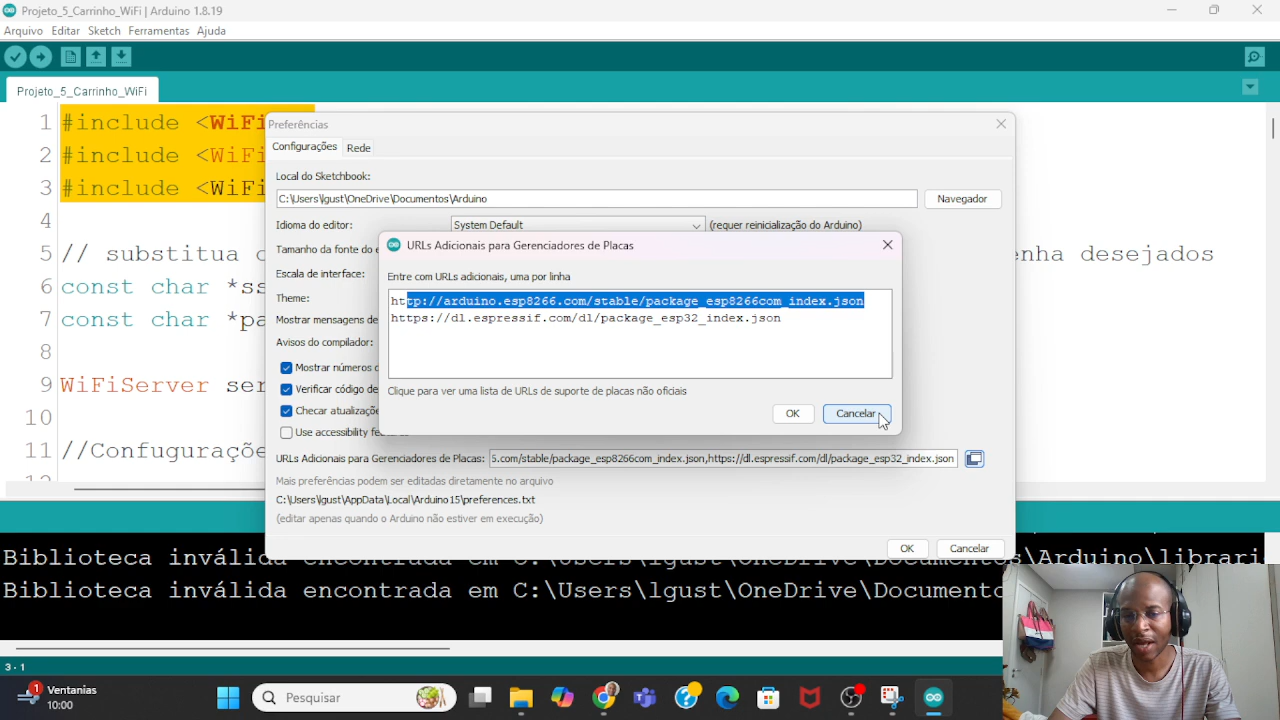 Projeto_5_Carrinho_WiFi | Arduino 1.8.19
Arquivo Editar Sketch Ferramentas Ajuda
Projeto_5_Carrinho_WiFi
1 #include <WiFi
2 #include <WiFi
3 #include <WiFi
4
5 // substitua
enha desejados
6 const char *ss
7 const char *pa
8
9 WiFiServer ser
10
11 //Confuguraçõe
12
Preferências
Configurações Rede
Local do Sketchbook:
C:\Users\lgust\OneDrive\Documentos\Arduino
Navegador
Idioma do editor:
System Default
(requer reinicialização do Arduino)
Tamanho da fonte do e
Escala de interface:
Theme:
Mostrar mensagens de
Avisos do compilador:
Mostrar números
Verificar código de
Checar atualizaçõe
Use accessibility
URLs Adicionais para Gerenciadores de Placas
Entre com URLs adicionais, uma por linha
http://arduino.esp8266.com/stable/package_esp8266com_index.json
https://dl.espressif.com/dl/package_esp32_index.json
Clique para ver uma lista de URLs de suporte de placas não oficiais
OK Cancelar
URLs Adicionais para Gerenciadores de Placas: 5.com/stable/package_esp8266com_index.json,https://dl.espressif.com/dl/package_esp32_index.json
Mais preferências podem ser editadas diretamente no arquivo
C:\Users\lgust\AppData\Local\Arduino15\preferences.txt
(editar apenas quando o Arduino não estiver em execução)
OK Cancelar
Biblioteca inválida encontrada em C:\Users\lgust\OneDrive\Documentos\Arduino\librari
Biblioteca inválida encontrada em C:\Users\lgust\OneDrive\Documento
3 - 1
1
Ventanias
10:00
Pesquisar